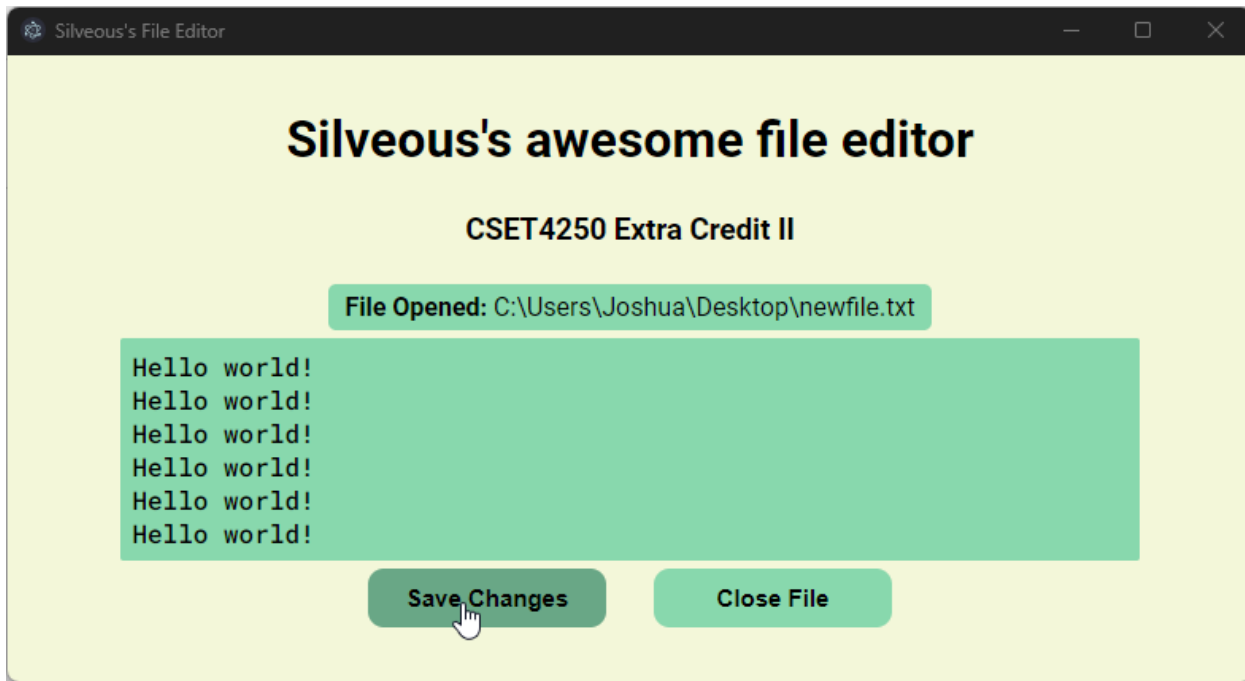 Silveous's File Editor
Silveous's awesome file editor
CSET4250 Extra Credit II
File Opened: C:\Users\Joshua\Desktop\newfile.txt
Hello world!
Hello world!
Hello world!
Hello world!
Hello world!
Hello world!
Save Changes
Close File